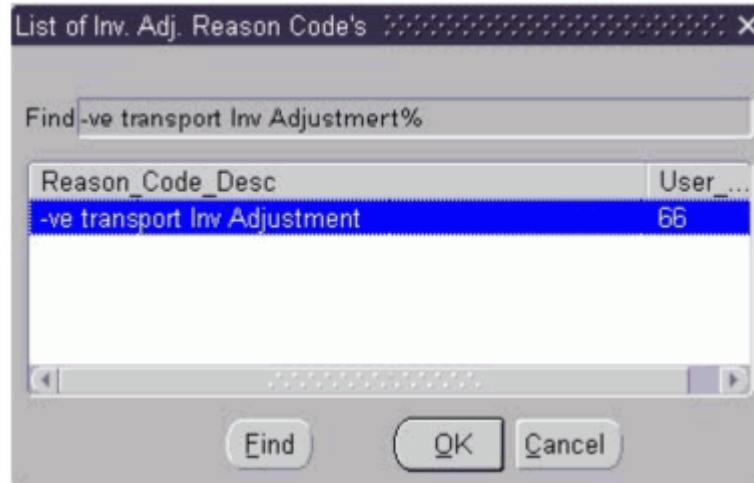 List of Inv. Adj. Reason Code's
Find -ve transport Inv Adjustmert%
Reason_Code_Desc User_...
-ve transport Inv Adjustment 66
Find OK Cancel